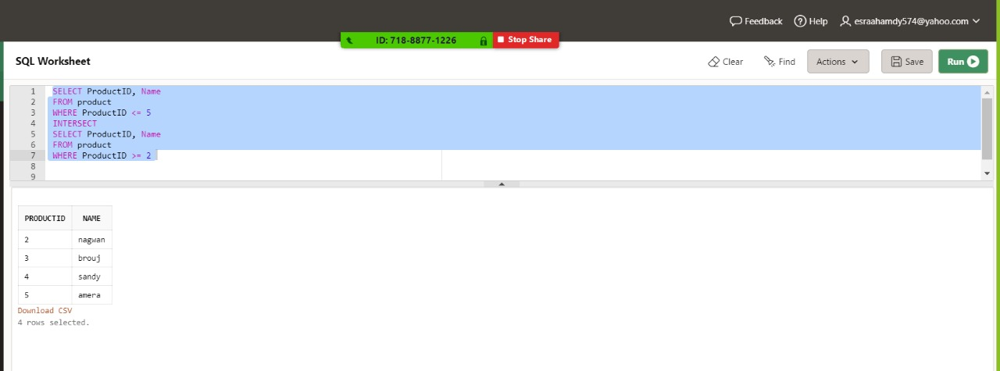 Feedback Help esraahamdy574@yahoo.com
ID: 718-8877-1226 Stop Share
SQL Worksheet Clear Find Actions Save Run
1 SELECT ProductID, Name
2 FROM product
3 WHERE ProductID <= 5
4 INTERSECT
5 SELECT ProductID, Name
6 FROM product
7 WHERE ProductID >= 2
8
9
PRODUCTID NAME
2 nagwan
3 brouj
4 sandy
5 amera
Download CSV
4 rows selected.